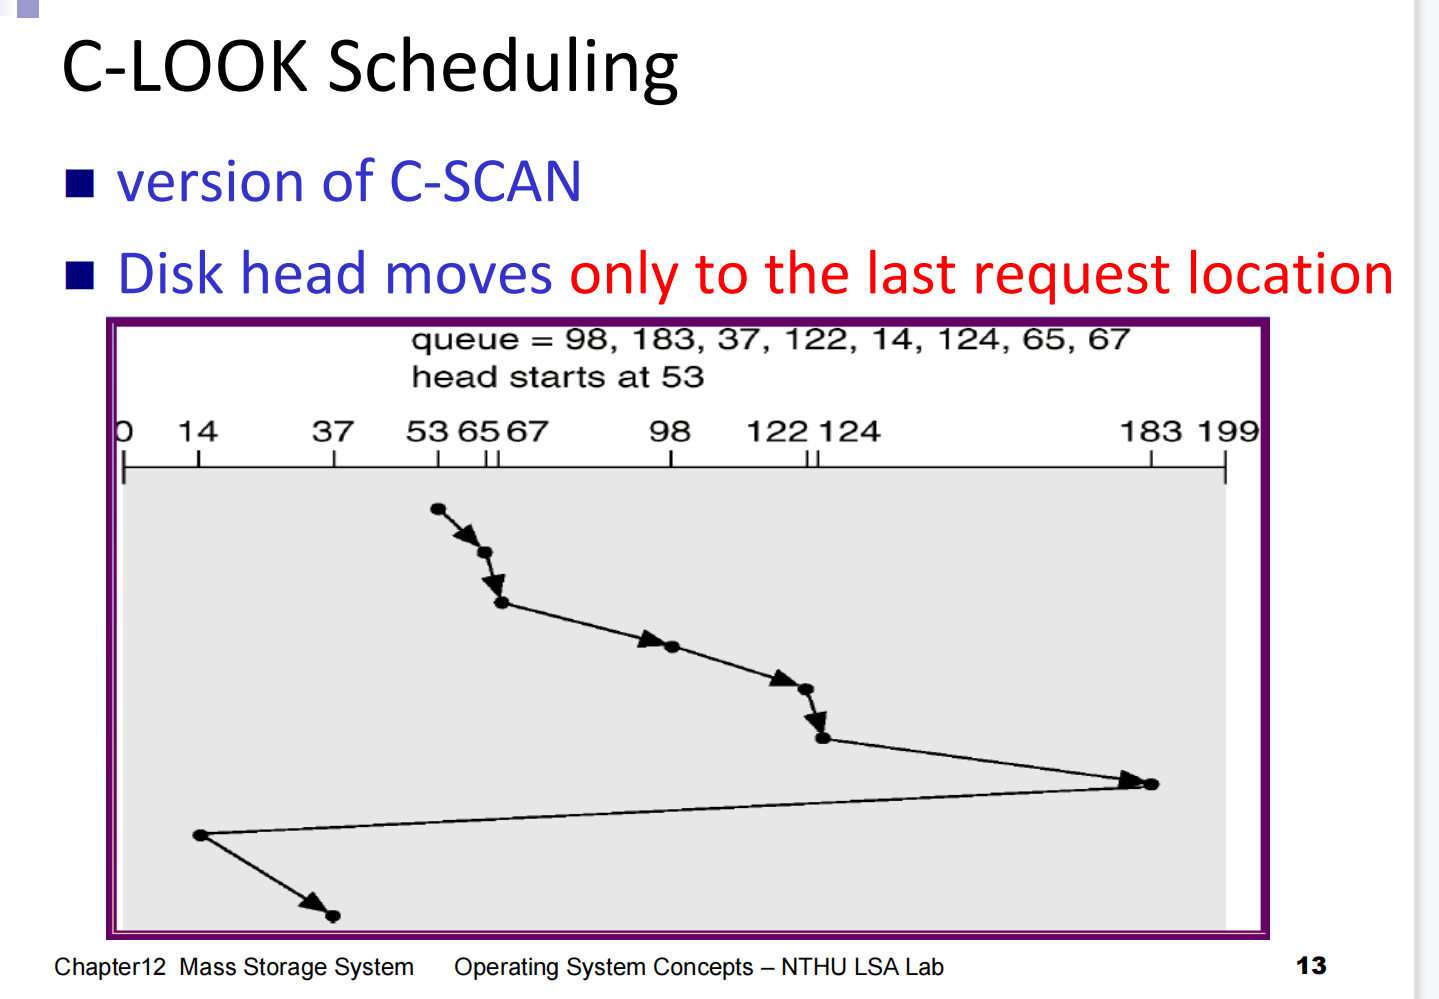 C-LOOK Scheduling
version of C-SCAN
Disk head moves only to the last request location
queue = 98, 183, 37, 122, 14, 124, 65, 67
head starts at 53
0 14 37 53 65 67 98 122 124 183 199
Chapter12 Mass Storage System Operating System Concepts – NTHU LSA Lab 13